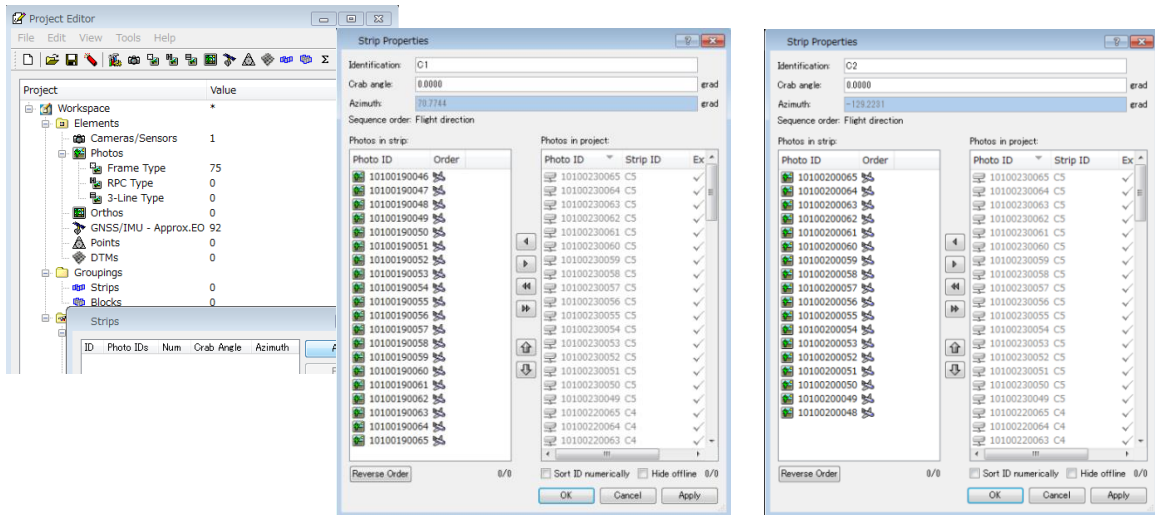 Project Editor
File Edit View Tools Help
Project Value
Workspace *
Elements
Cameras/Sensors 1
Photos
Frame Type 75
RPC Type 0
3-Line Type 0
Orthos 0
GNSS/IMU - Approx.EO 92
Points 0
DTMs 0
Groupings
Strips 0
Blocks 0
Strips
ID Photo IDs Num Crab Angle Azimuth
Strip Properties
Identification: C1
Crab angle: 0.0000 grad
Azimuth: 70.7744 grad
Sequence order: Flight direction
Photos in strip: Photos in project:
Photo ID Order Photo ID Strip ID Ex
10100190046 10100230065 C5
10100190047 10100230064 C5
10100190048 10100230063 C5
10100190049 10100230062 C5
10100190050 10100230061 C5
10100190051 10100230060 C5
10100190052 10100230059 C5
10100190053 10100230058 C5
10100190054 10100230057 C5
10100190055 10100230056 C5
10100190056 10100230055 C5
10100190057 10100230054 C5
10100190058 10100230053 C5
10100190059 10100230052 C5
10100190060 10100230051 C5
10100190061 10100230050 C5
10100190062 10100230049 C5
10100190063 10100220065 C4
10100190064 10100220064 C4
10100190065 10100220063 C4
Reverse Order 0/0 Sort ID numerically Hide offline 0/0
OK Cancel Apply
Strip Properties
Identification: C2
Crab angle: 0.0000 grad
Azimuth: -129.2231 grad
Sequence order: Flight direction
Photos in strip: Photos in project:
Photo ID Order Photo ID Strip ID Ex
10100200065 10100230065 C5
10100200064 10100230064 C5
10100200063 10100230063 C5
10100200062 10100230062 C5
10100200061 10100230061 C5
10100200060 10100230060 C5
10100200059 10100230059 C5
10100200058 10100230058 C5
10100200057 10100230057 C5
10100200056 10100230056 C5
10100200055 10100230055 C5
10100200054 10100230054 C5
10100200053 10100230053 C5
10100200052 10100230052 C5
10100200051 10100230051 C5
10100200050 10100230050 C5
10100200049 10100230049 C5
10100200048 10100220065 C4
10100220064 C4
10100220063 C4
Reverse Order 0/0 Sort ID numerically Hide offline 0/0
OK Cancel Apply